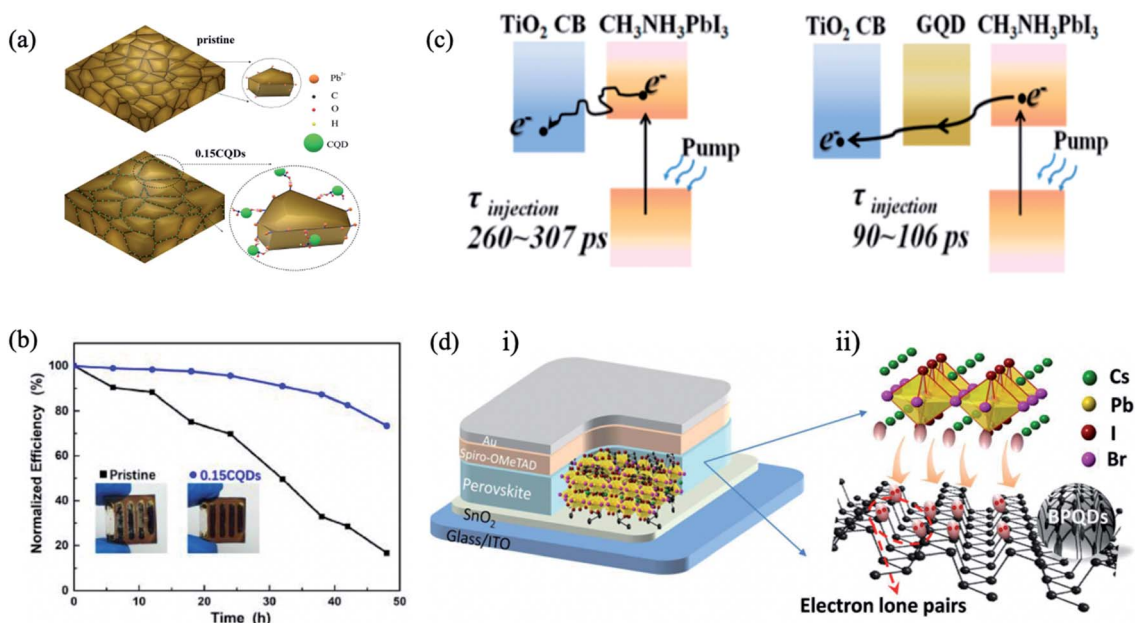 (a)
pristine
Pb²⁺
C
O
H
CQD
0.15CQDs
(c)
TiO₂ CB CH₃NH₃PbI₃
e⁻
e⁻
Pump
τ injection
260~307 ps
TiO₂ CB GQD CH₃NH₃PbI₃
e⁻
e⁻
Pump
τ injection
90~106 ps
(b)
Normalized Efficiency (%)
100
80
60
40
20
0
Pristine 0.15CQDs
0 10 20 30 40 50
Time (h)
(d) i)
Au
Spiro-OMeTAD
Perovskite
SnO₂
Glass/ITO
ii)
Cs
Pb
I
Br
BPQDs
Electron lone pairs